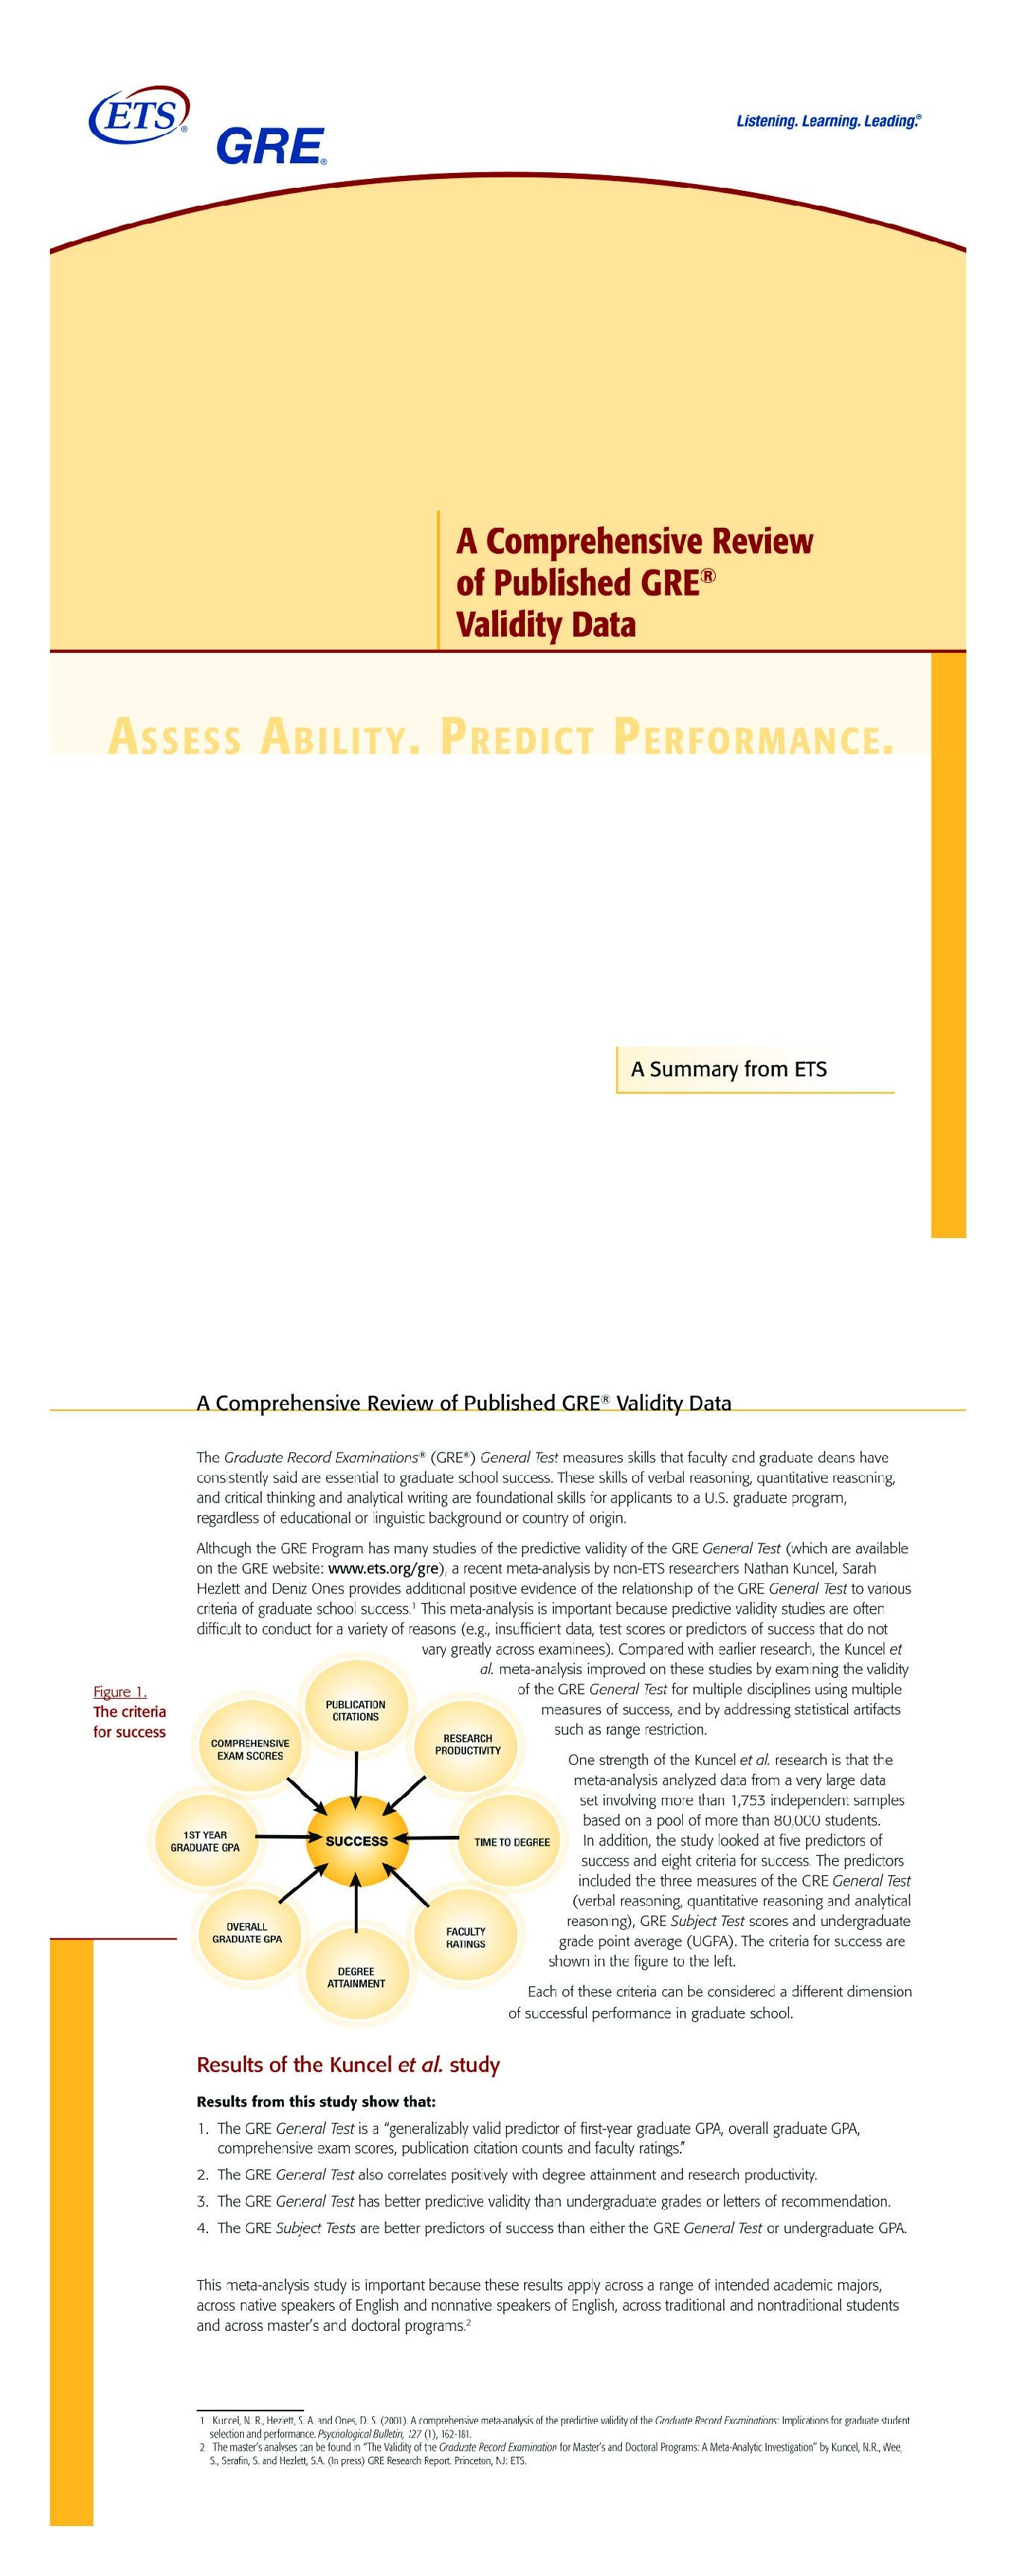 ETS®
GRE®
Listening. Learning. Leading.®
A Comprehensive Review
of Published GRE®
Validity Data
ASSESS ABILITY. PREDICT PERFORMANCE.
A Summary from ETS
A Comprehensive Review of Published GRE® Validity Data
The Graduate Record Examinations® (GRE®) General Test measures skills that faculty and graduate deans have
consistently said are essential to graduate school success. These skills of verbal reasoning, quantitative reasoning,
and critical thinking and analytical writing are foundational skills for applicants to a U.S. graduate program,
regardless of educational or linguistic background or country of origin.
Although the GRE Program has many studies of the predictive validity of the GRE General Test (which are available
on the GRE website: www.ets.org/gre), a recent meta-analysis by non-ETS researchers Nathan Kuncel, Sarah
Hezlett and Deniz Ones provides additional positive evidence of the relationship of the GRE General Test to various
criteria of graduate school success.1 This meta-analysis is important because predictive validity studies are often
difficult to conduct for a variety of reasons (e.g., insufficient data, test scores or predictors of success that do not
vary greatly across examinees). Compared with earlier research, the Kuncel et
al. meta-analysis improved on these studies by examining the validity
of the GRE General Test for multiple disciplines using multiple
measures of success, and by addressing statistical artifacts
such as range restriction.
Figure 1.
The criteria
for success
PUBLICATION
CITATIONS
COMPREHENSIVE
EXAM SCORES
RESEARCH
PRODUCTIVITY
1ST YEAR
GRADUATE GPA
SUCCESS
TIME TO DEGREE
OVERALL
GRADUATE GPA
FACULTY
RATINGS
DEGREE
ATTAINMENT
One strength of the Kuncel et al. research is that the
meta-analysis analyzed data from a very large data
set involving more than 1,753 independent samples
based on a pool of more than 80,000 students.
In addition, the study looked at five predictors of
success and eight criteria for success. The predictors
included the three measures of the GRE General Test
(verbal reasoning, quantitative reasoning and analytical
reasoning), GRE Subject Test scores and undergraduate
grade point average (UGPA). The criteria for success are
shown in the figure to the left.
Each of these criteria can be considered a different dimension
of successful performance in graduate school.
Results of the Kuncel et al. study
Results from this study show that:
1. The GRE General Test is a “generalizably valid predictor of first-year graduate GPA, overall graduate GPA,
comprehensive exam scores, publication citation counts and faculty ratings.”
2. The GRE General Test also correlates positively with degree attainment and research productivity.
3. The GRE General Test has better predictive validity than undergraduate grades or letters of recommendation.
4. The GRE Subject Tests are better predictors of success than either the GRE General Test or undergraduate GPA.
This meta-analysis study is important because these results apply across a range of intended academic majors,
across native speakers of English and nonnative speakers of English, across traditional and nontraditional students
and across master's and doctoral programs.2
1 Kuncel, N. R., Hezlett, S. A. and Ones, D. S. (2001). A comprehensive meta-analysis of the predictive validity of the Graduate Record Examinations: Implications for graduate student
selection and performance. Psychological Bulletin, 127 (1), 162-181.
2 The master's analyses can be found in “The Validity of the Graduate Record Examination for Master's and Doctoral Programs: A Meta-Analytic Investigation” by Kuncel, N.R., Wee,
S., Serafin, S. and Hezlett, S.A. (In press) GRE Research Report. Princeton, NJ: ETS.